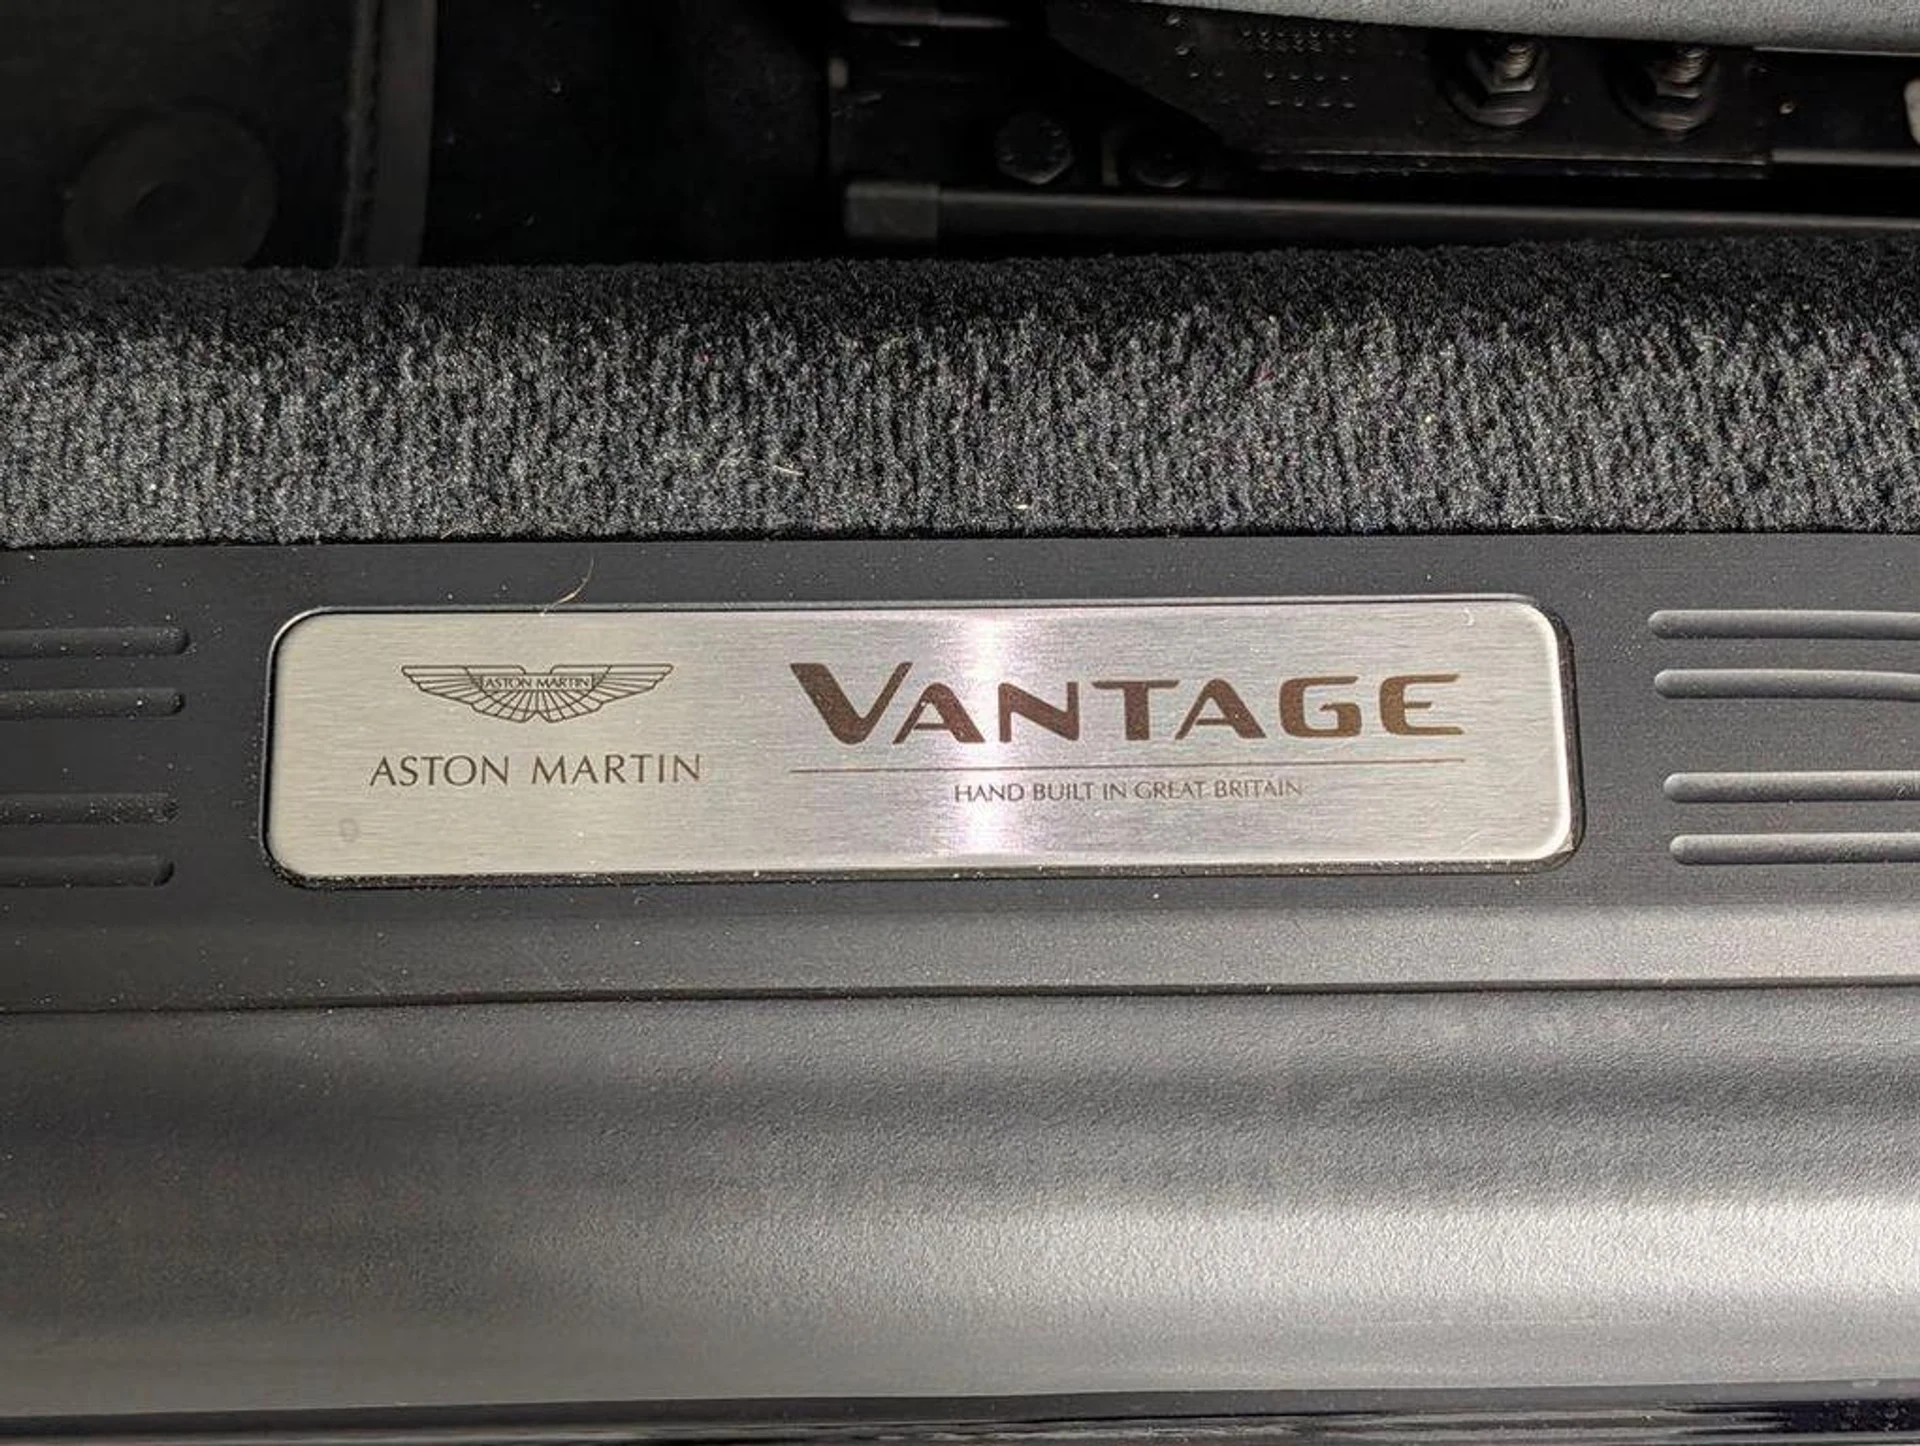 ASTON MARTIN
ASTON MARTIN
VANTAGE
HAND BUILT IN GREAT BRITAIN